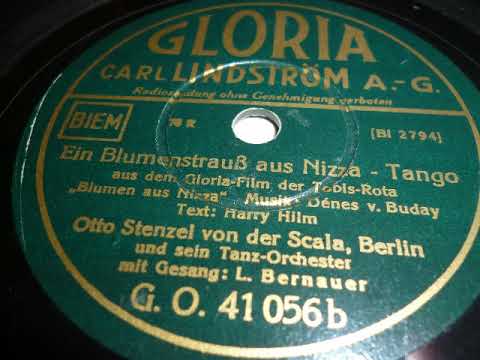 GLORIA
CARL LINDSTRÖM A.-G.
Radiosendung ohne Genehmigung verboten
BIEM
78 R
[BI 2794]
Ein Blumenstrauß aus Nizza - Tango
aus dem Gloria-Film der Tobis-Rota
„Blumen aus Nizza" Musik: Dénes v. Buday
Text: Harry Hilm
Otto Stenzel von der Scala, Berlin
und sein Tanz-Orchester
mit Gesang: L. Bernauer
G. O. 41 056 b